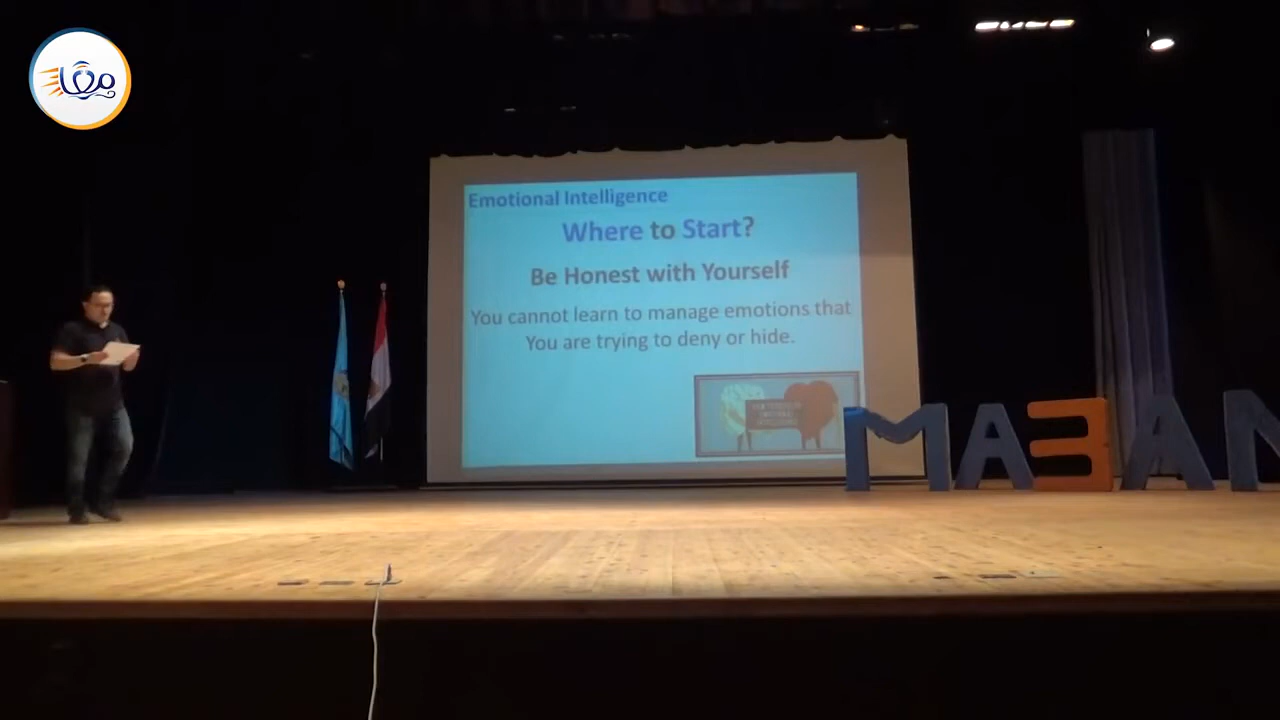 معا
Emotional Intelligence
Where to Start?
Be Honest with Yourself
You cannot learn to manage emotions that
You are trying to deny or hide.
MA3AN